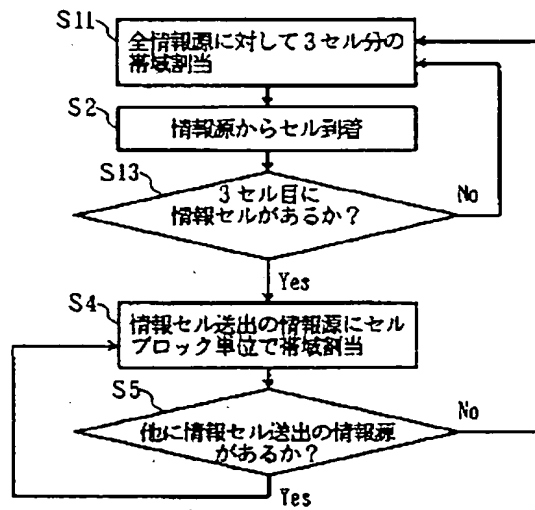 S11
全情報源に対して3セル分の
帯域割当
S2
情報源からセル到着
S13
3セル目に
情報セルがあるか？
No
Yes
S4
情報セル送出の情報源にセル
ブロック単位で帯域割当
S5
他に情報セル送出の情報源
があるか？
No
Yes